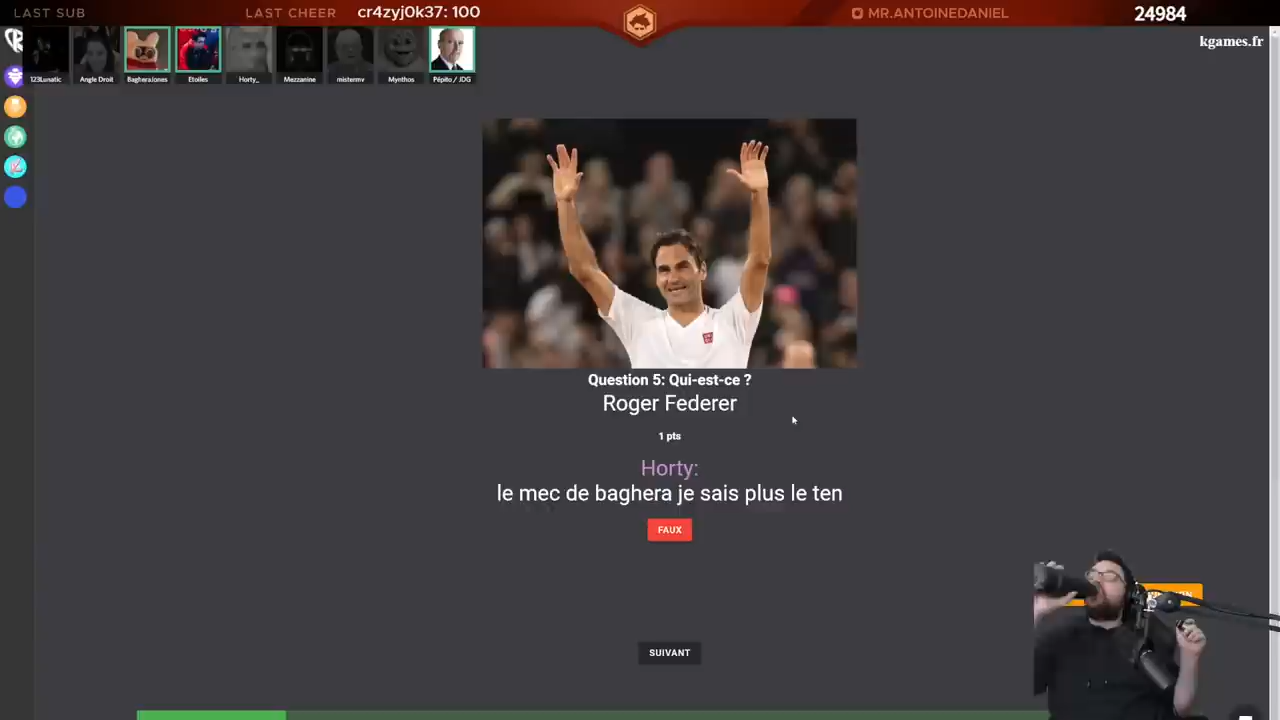 LAST SUB LAST CHEER cr4zyj0k37: 100 MR.ANTOINEDANIEL 24984
kgames.fr
123Lunatic Angle Droit BagheraJones Etoiles Horty_ Mezzanine mistermv Mynthos Pépito / JDG
Question 5: Qui-est-ce ?
Roger Federer
1 pts
Horty:
le mec de baghera je sais plus le ten
FAUX
SUIVANT